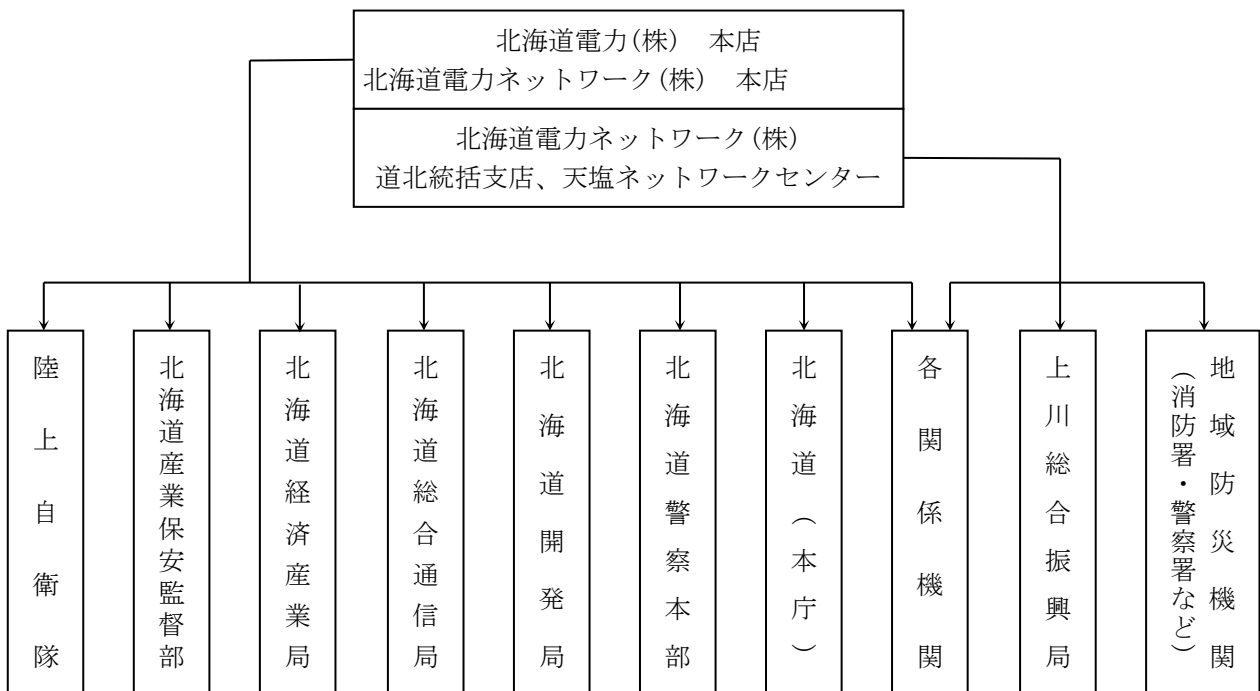 北海道電力(株)　本店
北海道電力ネットワーク(株)　本店
北海道電力ネットワーク(株)
道北統括支店、天塩ネットワークセンター
陸上自衛隊
北海道産業保安監督部
北海道経済産業局
北海道総合通信局
北海道開発局
北海道警察本部
北海道（本庁）
各関係機関
上川総合振興局
地域防災機関
（消防署・警察署など）